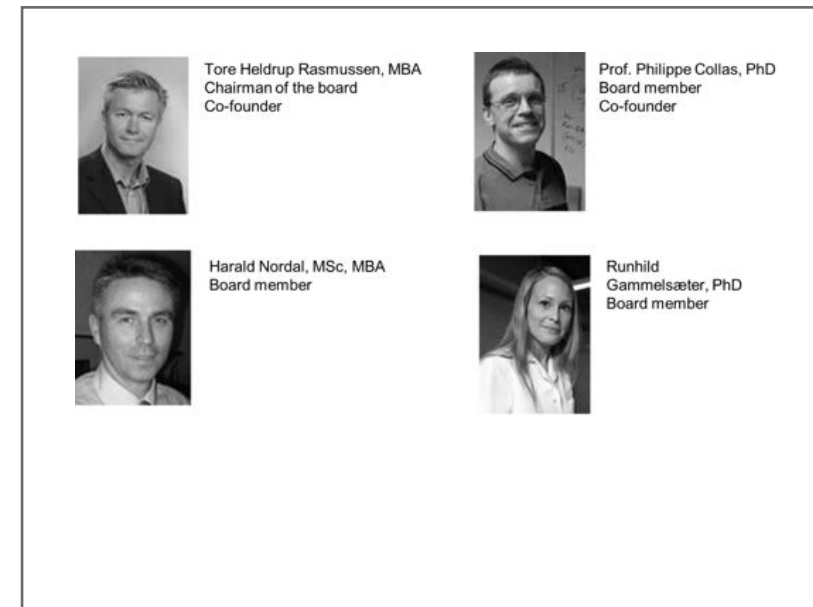 Tore Heldrup Rasmussen, MBA
Chairman of the board
Co-founder
Prof. Philippe Collas, PhD
Board member
Co-founder
Harald Nordal, MSc, MBA
Board member
Runhild
Gammelsæter, PhD
Board member